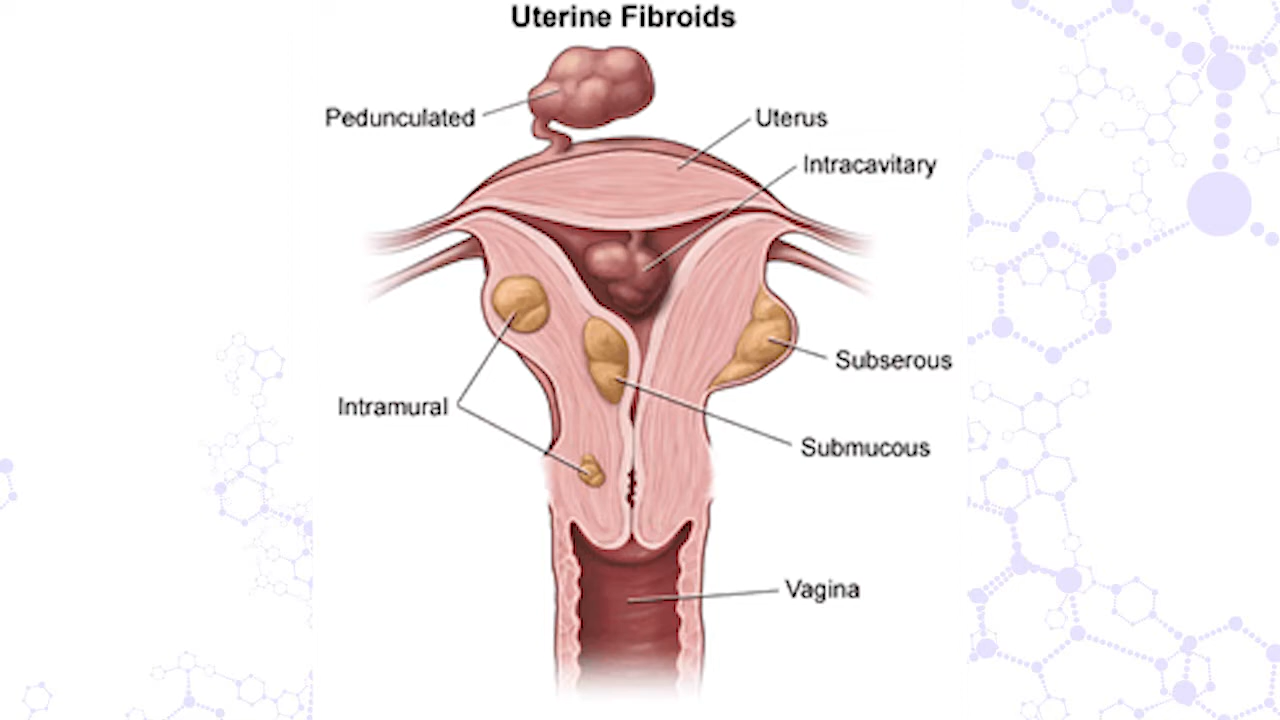 Uterine Fibroids
Pedunculated
Uterus
Intracavitary
Subserous
Intramural
Submucous
Vagina